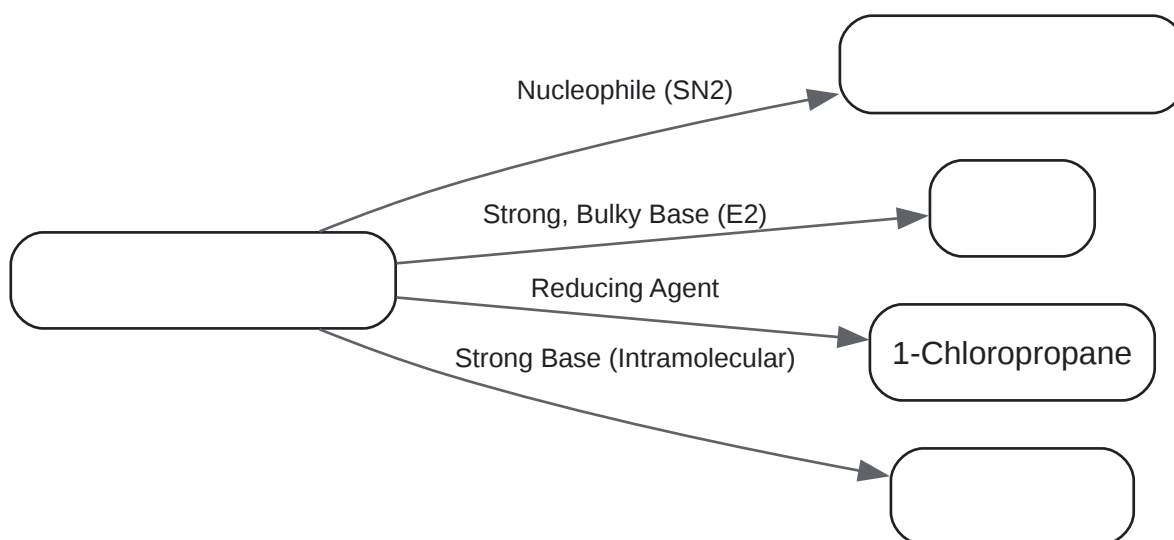 Nucleophile (SN2)
Strong, Bulky Base (E2)
Reducing Agent
1-Chloropropane
Strong Base (Intramolecular)